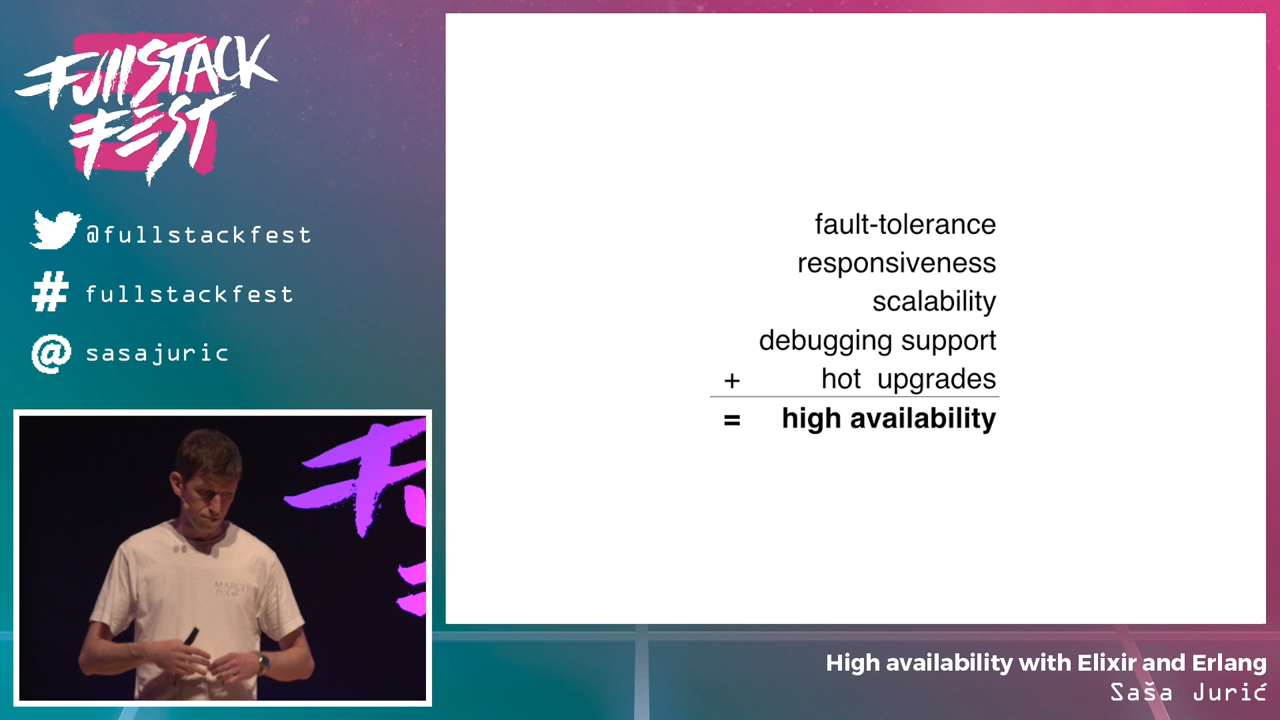 FullSTACK
FEST
@fullstackfest
# fullstackfest
@ sasajuric
fault-tolerance
responsiveness
scalability
debugging support
+ hot upgrades
= high availability
High availability with Elixir and Erlang
Saša Jurić